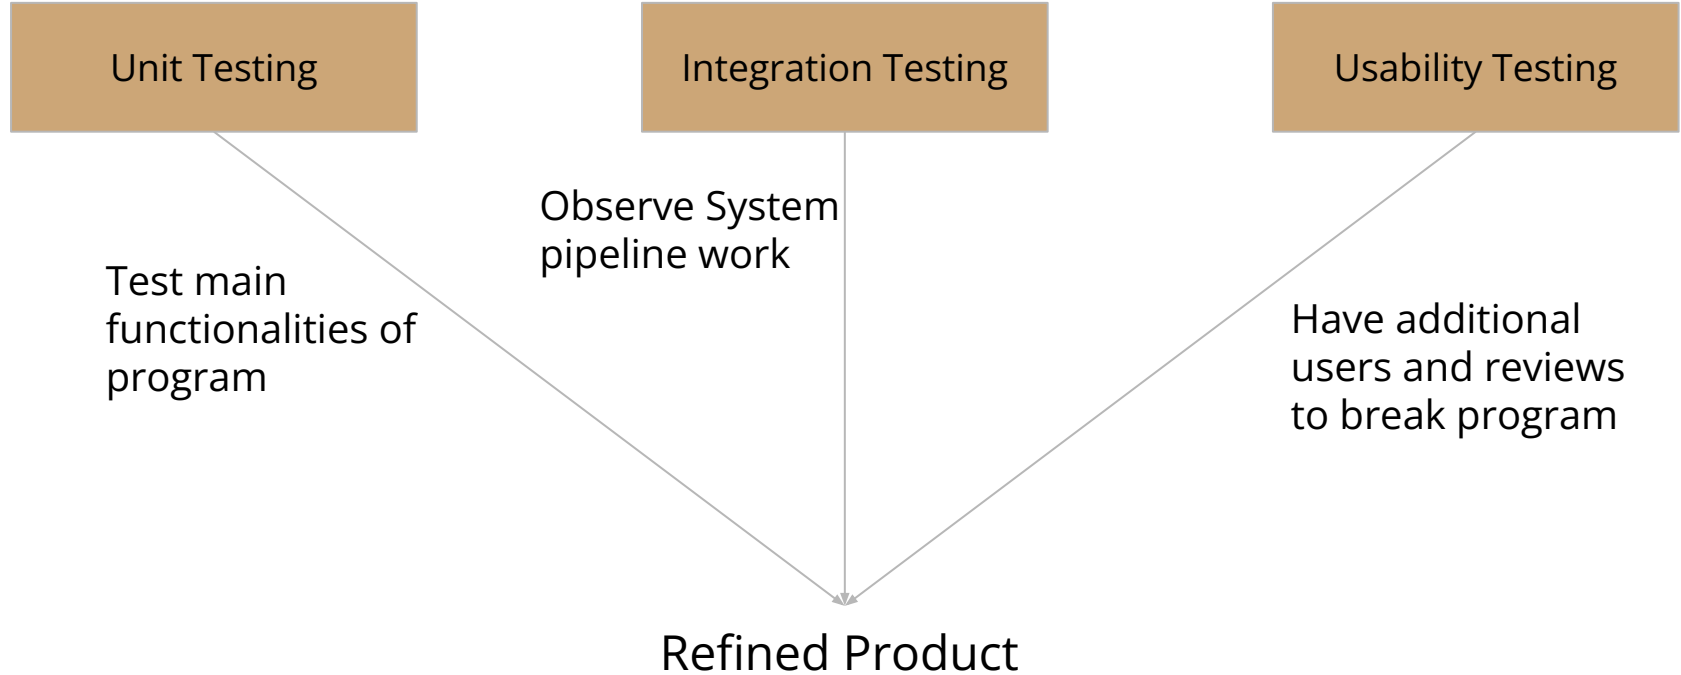 Unit Testing
Integration Testing
Usability Testing
Observe System
pipeline work
Test main
functionalities of
program
Have additional
users and reviews
to break program
Refined Product